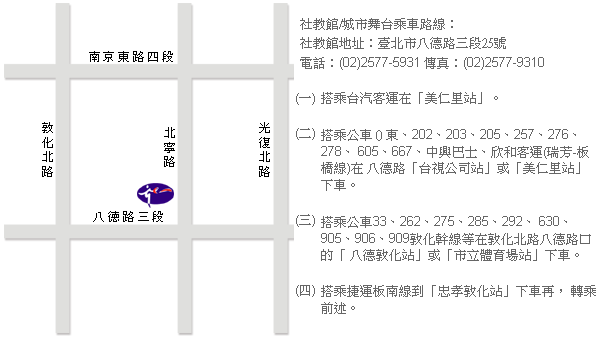 南京東路四段
敦化北路
北寧路
光復北路
八德路三段
社教館/城市舞台乘車路線：
社教館地址：臺北市八德路三段25號
電話：(02)2577-5931 傳真：(02)2577-9310
(一) 搭乘台汽客運在「美仁里站」。
(二) 搭乘公車 0 東、202、203、205、257、276、
278、 605、667、中興巴士、欣和客運(瑞芳-板
橋線)在 八德路「台視公司站」或「美仁里站」
下車。
(三) 搭乘公車33、262、275、285、292、 630、
905、906、909敦化幹線等在敦化北路八德路口
的「 八德敦化站」或「市立體育場站」下車。
(四) 搭乘捷運板南線到「忠孝敦化站」下車再， 轉乘
前述。